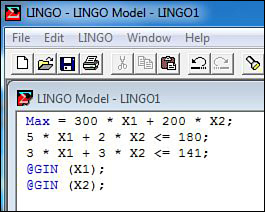 LINGO - LINGO Model - LINGO1
File Edit LINGO Window Help
LINGO Model - LINGO1
Max = 300 * X1 + 200 * X2;
5 * X1 + 2 * X2 <= 180;
3 * X1 + 3 * X2 <= 141;
@GIN (X1);
@GIN (X2);